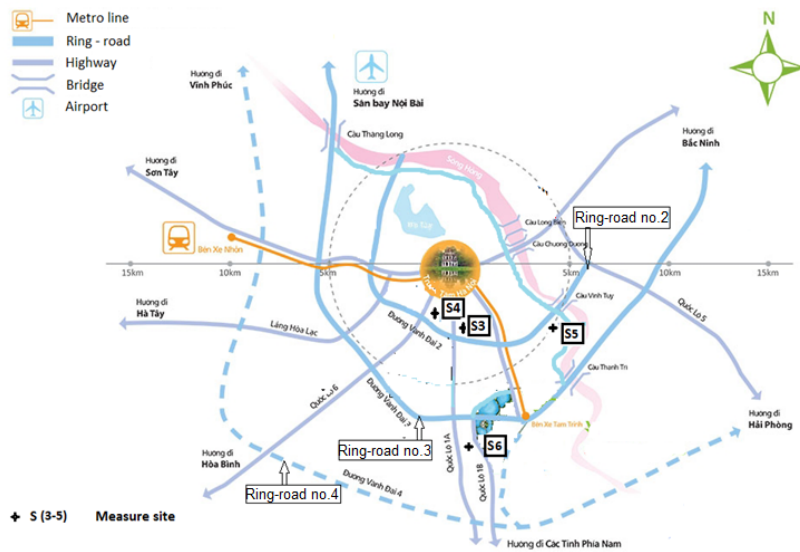 Metro line
Ring - road
Highway
Bridge
Airport
N
Hướng đi
Vĩnh Phúc
Hướng đi
Sân bay Nội Bài
Cầu Thăng Long
Sông Hồng
Hướng đi
Bắc Ninh
Hướng đi
Sơn Tây
Hồ Tây
Cầu Long Biên
Cầu Chương Dương
Ring-road no.2
Bến Xe Nhổn
15km
10km
5km
5km
10km
15km
Hướng đi
Hà Tây
Láng Hòa Lạc
Đường Vành Đai 2
S4
S3
S5
Cầu Vĩnh Tuy
Quốc Lộ 5
Cầu Thanh Trì
Quốc Lộ 6
Đường Vành Đai 3
Bến Xe Tam Trinh
Hướng đi
Hải Phòng
Ring-road no.3
Quốc Lộ 1A
Quốc Lộ 1B
S6
Hướng đi
Hòa Bình
Ring-road no.4
Đường Vành Đai 4
S (3-5) Measure site
Hướng đi Các Tỉnh Phía Nam